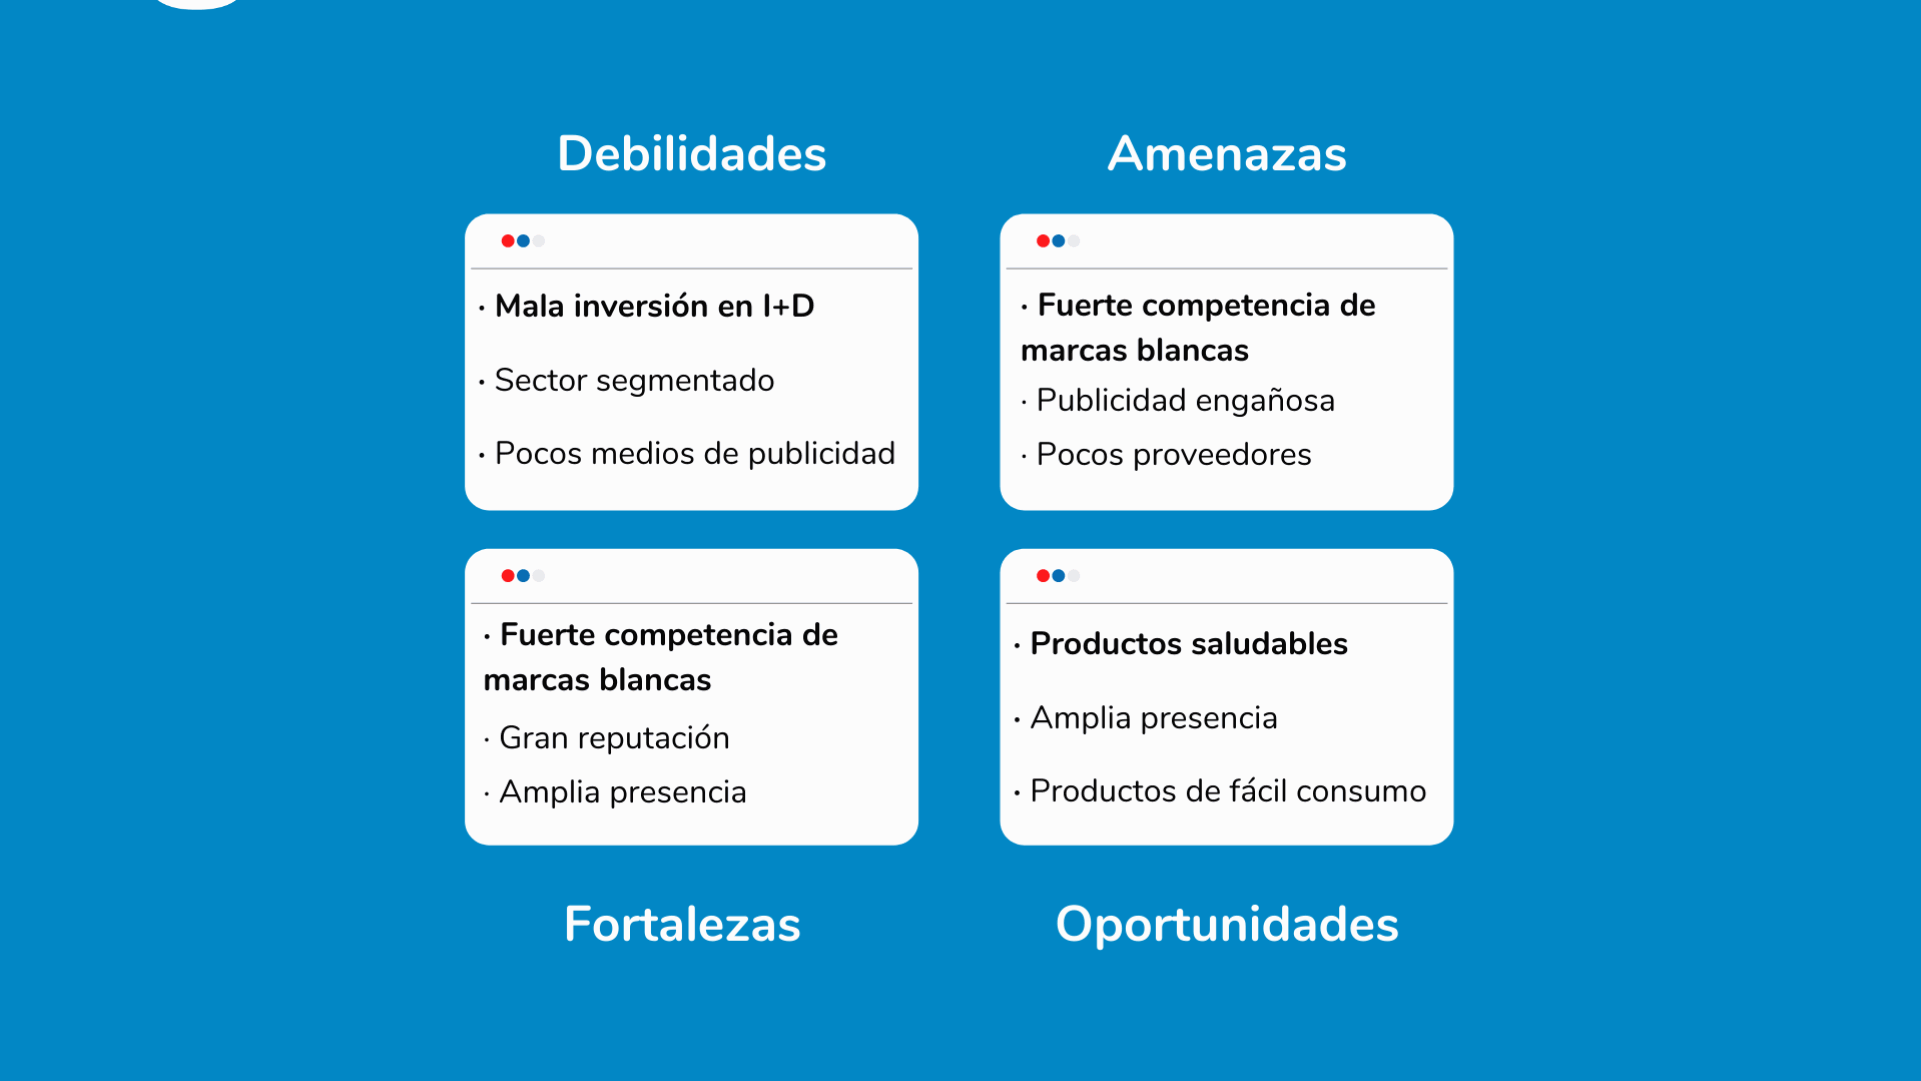 Debilidades
· Mala inversión en I+D
· Sector segmentado
· Pocos medios de publicidad
Amenazas
· Fuerte competencia de
marcas blancas
· Publicidad engañosa
· Pocos proveedores
· Fuerte competencia de
marcas blancas
· Gran reputación
· Amplia presencia
Fortalezas
· Productos saludables
· Amplia presencia
· Productos de fácil consumo
Oportunidades